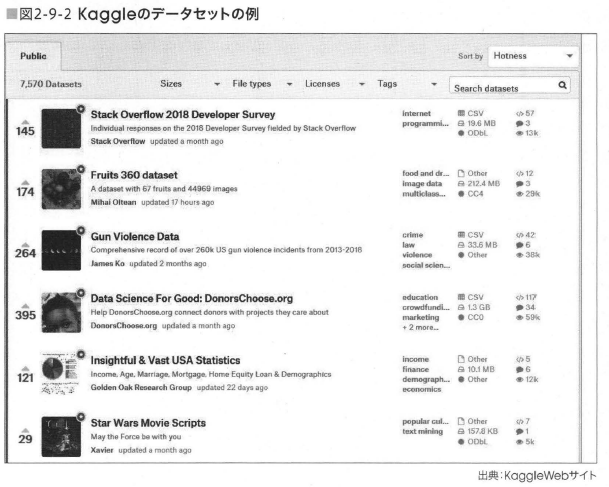 ■図2-9-2 Kaggleのデータセットの例
Public
Sort by Hotness
7,570 Datasets Sizes File types Licenses Tags Search datasets
145
Stack Overflow 2018 Developer Survey
Individual responses on the 2018 Developer Survey fielded by Stack Overflow
Stack Overflow updated a month ago
internet
programmi...
CSV
19.6 MB
ODbL
57
3
13k
174
Fruits 360 dataset
A dataset with 67 fruits and 44969 images
Mihai Oltean updated 17 hours ago
food and dr...
image data
multiclass...
Other
212.4 MB
CC4
12
3
29k
264
Gun Violence Data
Comprehensive record of over 260k US gun violence incidents from 2013-2018
James Ko updated 2 months ago
crime
law
violence
social scien...
CSV
33.6 MB
Other
42
6
38k
395
Data Science For Good: DonorsChoose.org
Help DonorsChoose.org connect donors with projects they care about
DonorsChoose.org updated a month ago
education
crowdfundi...
marketing
+ 2 more...
CSV
1.3 GB
CC0
117
34
59k
121
Insightful & Vast USA Statistics
Income, Age, Marriage, Mortgage, Home Equity Loan & Demographics
Golden Oak Research Group updated 22 days ago
income
finance
demograph...
economics
Other
10.1 MB
Other
5
6
12k
29
Star Wars Movie Scripts
May the Force be with you
Xavier updated a month ago
popular cul...
text mining
Other
157.8 KB
ODbL
7
1
5k
出典:KaggleWebサイト